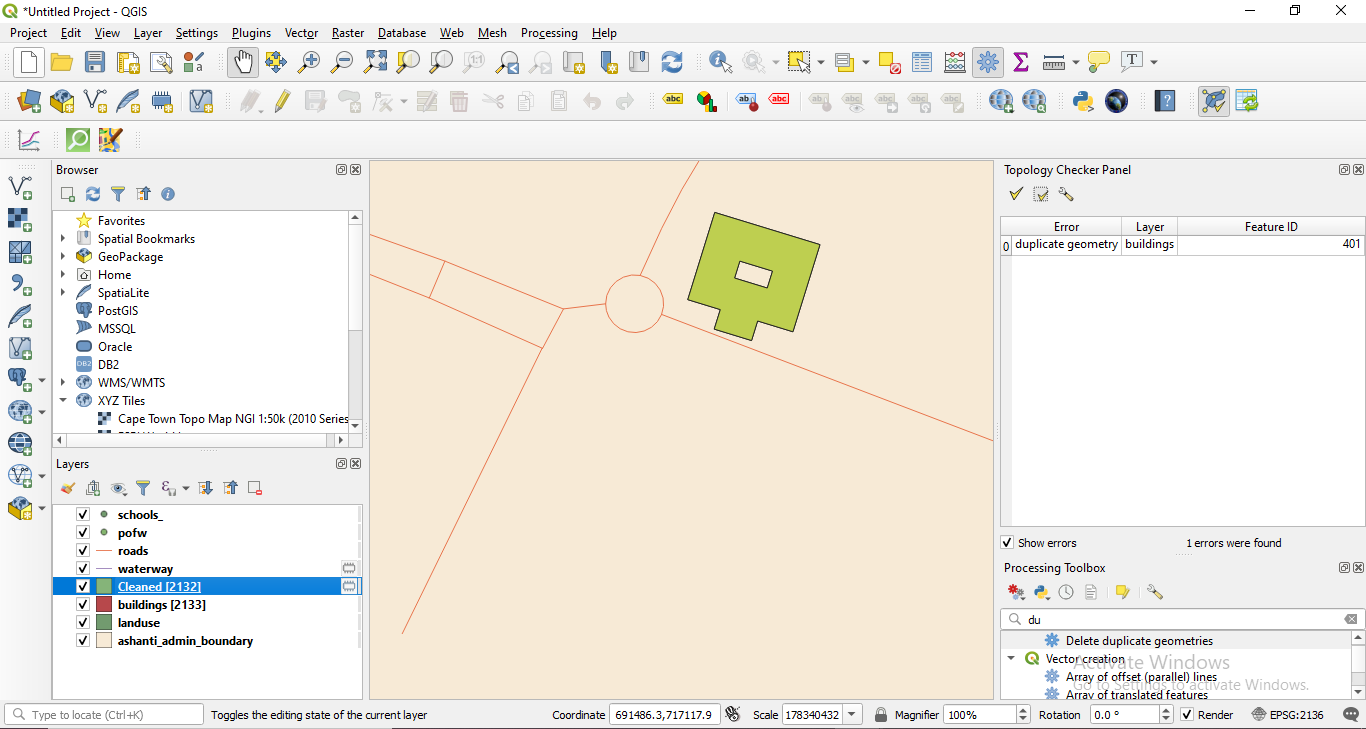 *Untitled Project - QGIS
Project Edit View Layer Settings Plugins Vector Raster Database Web Mesh Processing Help
Browser
Favorites
Spatial Bookmarks
GeoPackage
Home
SpatiaLite
PostGIS
MSSQL
Oracle
DB2
WMS/WMTS
XYZ Tiles
Cape Town Topo Map NGI 1:50k (2010 Series
Layers
schools_
pofw
roads
waterway
Cleaned [2132]
buildings [2133]
landuse
ashanti_admin_boundary
Topology Checker Panel
Error Layer Feature ID
0 duplicate geometry buildings 401
Show errors 1 errors were found
Processing Toolbox
du
Delete duplicate geometries
Vector creation
Array of offset (parallel) lines
Array of translated features
Activate Windows
Go to Settings to activate Windows.
Type to locate (Ctrl+K) Toggles the editing state of the current layer Coordinate 691486.3,717117.9 Scale 178340432 Magnifier 100% Rotation 0.0 ° Render EPSG:2136